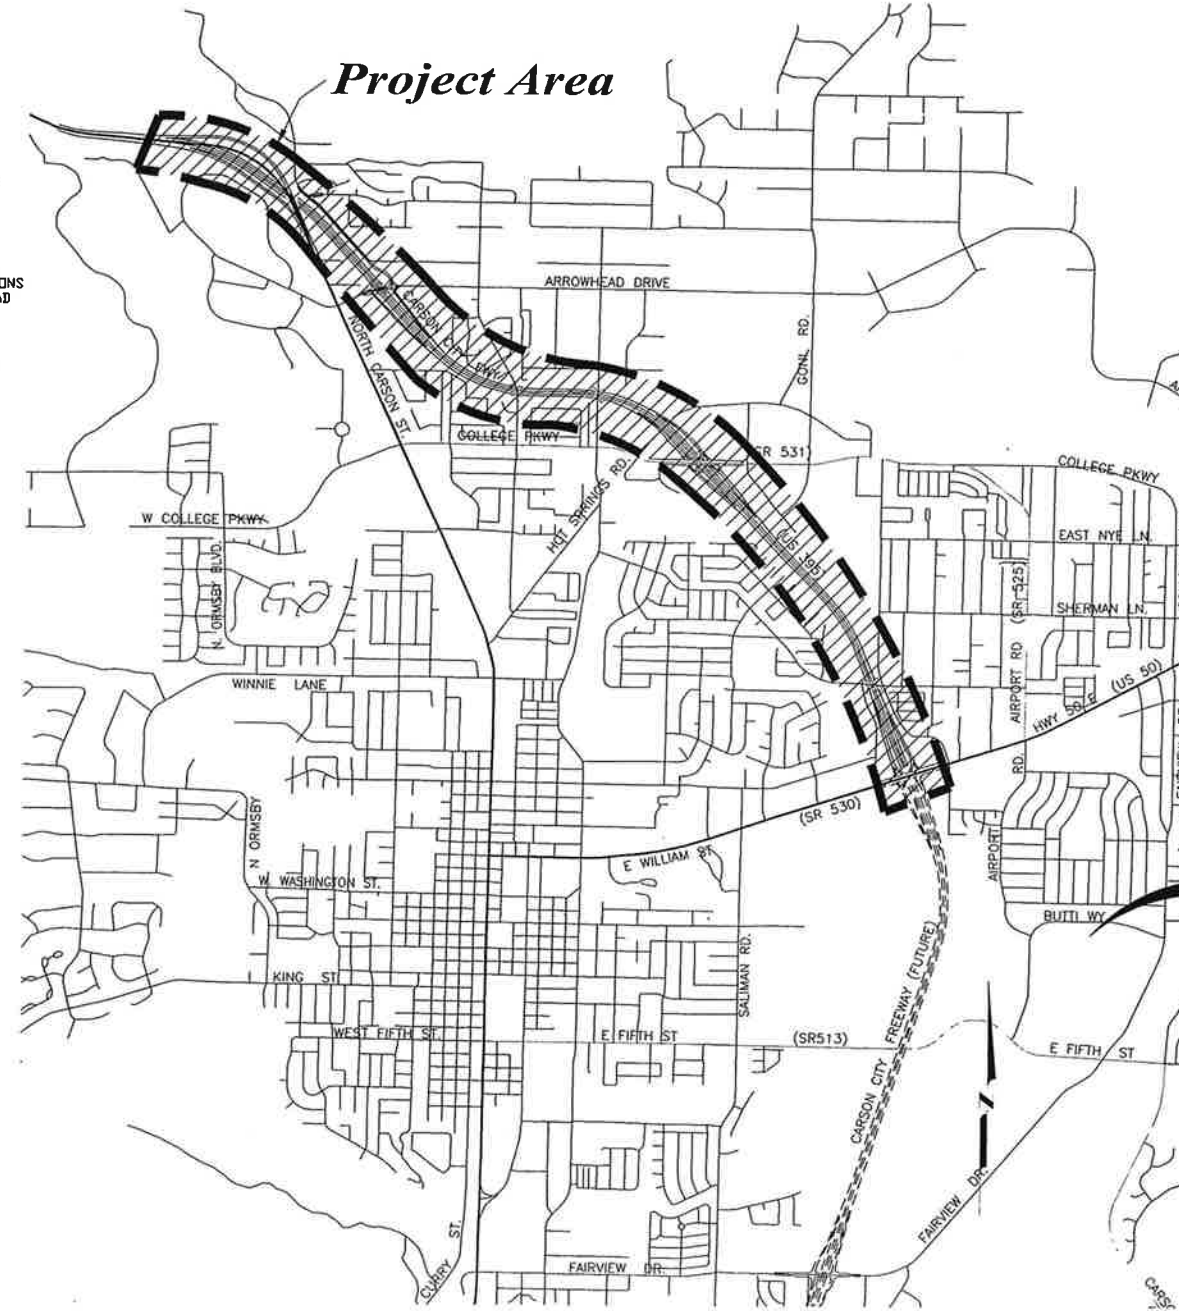 Project Area
ONS
ARROWHEAD DRIVE
GONI RD.
CARSON CITY FWY
NORTH CARSON ST.
COLLEGE PKWY
(SR 531)
HOT SPRINGS RD.
COLLEGE PKWY
W COLLEGE PKWY
(US 395)
EAST NYE LN.
N. ORMSBY BLVD.
(SR 525)
SHERMAN LN.
WINNIE LANE
AIRPORT RD
HWY 50 E (US 50)
RD.
(SR 530)
N ORMSBY
E WILLIAM ST
AIRPORT
W. WASHINGTON ST.
BUTTI WY
SALIMAN RD.
CARSON CITY FREEWAY (FUTURE)
KING ST
WEST FIFTH ST.
E FIFTH ST
(SR513)
E FIFTH ST
FAIRVIEW DR.
CURRY ST.
FAIRVIEW DR.
CARSO